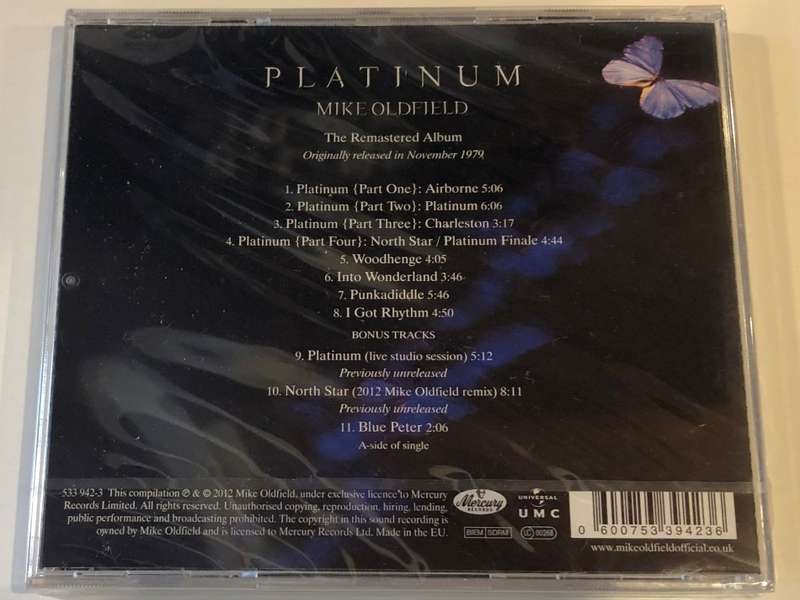 PLATINUM
MIKE OLDFIELD
The Remastered Album
Originally released in November 1979
1. Platinum {Part One}: Airborne 5:06
2. Platinum {Part Two}: Platinum 6:06
3. Platinum {Part Three}: Charleston 3:17
4. Platinum {Part Four}: North Star / Platinum Finale 4:44
5. Woodhenge 4:05
6. Into Wonderland 3:46
7. Punkadiddle 5:46
8. I Got Rhythm 4:50
BONUS TRACKS
9. Platinum (live studio session) 5:12
Previously unreleased
10. North Star (2012 Mike Oldfield remix) 8:11
Previously unreleased
11. Blue Peter 2:06
A-side of single
533 942-3 This compilation ℗ & © 2012 Mike Oldfield, under exclusive licence to Mercury
Records Limited. All rights reserved. Unauthorised copying, reproduction, hiring, lending,
public performance and broadcasting prohibited. The copyright in this sound recording is
owned by Mike Oldfield and is licensed to Mercury Records Ltd. Made in the EU.
Mercury
RECORDS
UNIVERSAL
UMC
BIEM SDRM LC 00268
0 600753 394236
www.mikeoldfieldofficial.co.uk